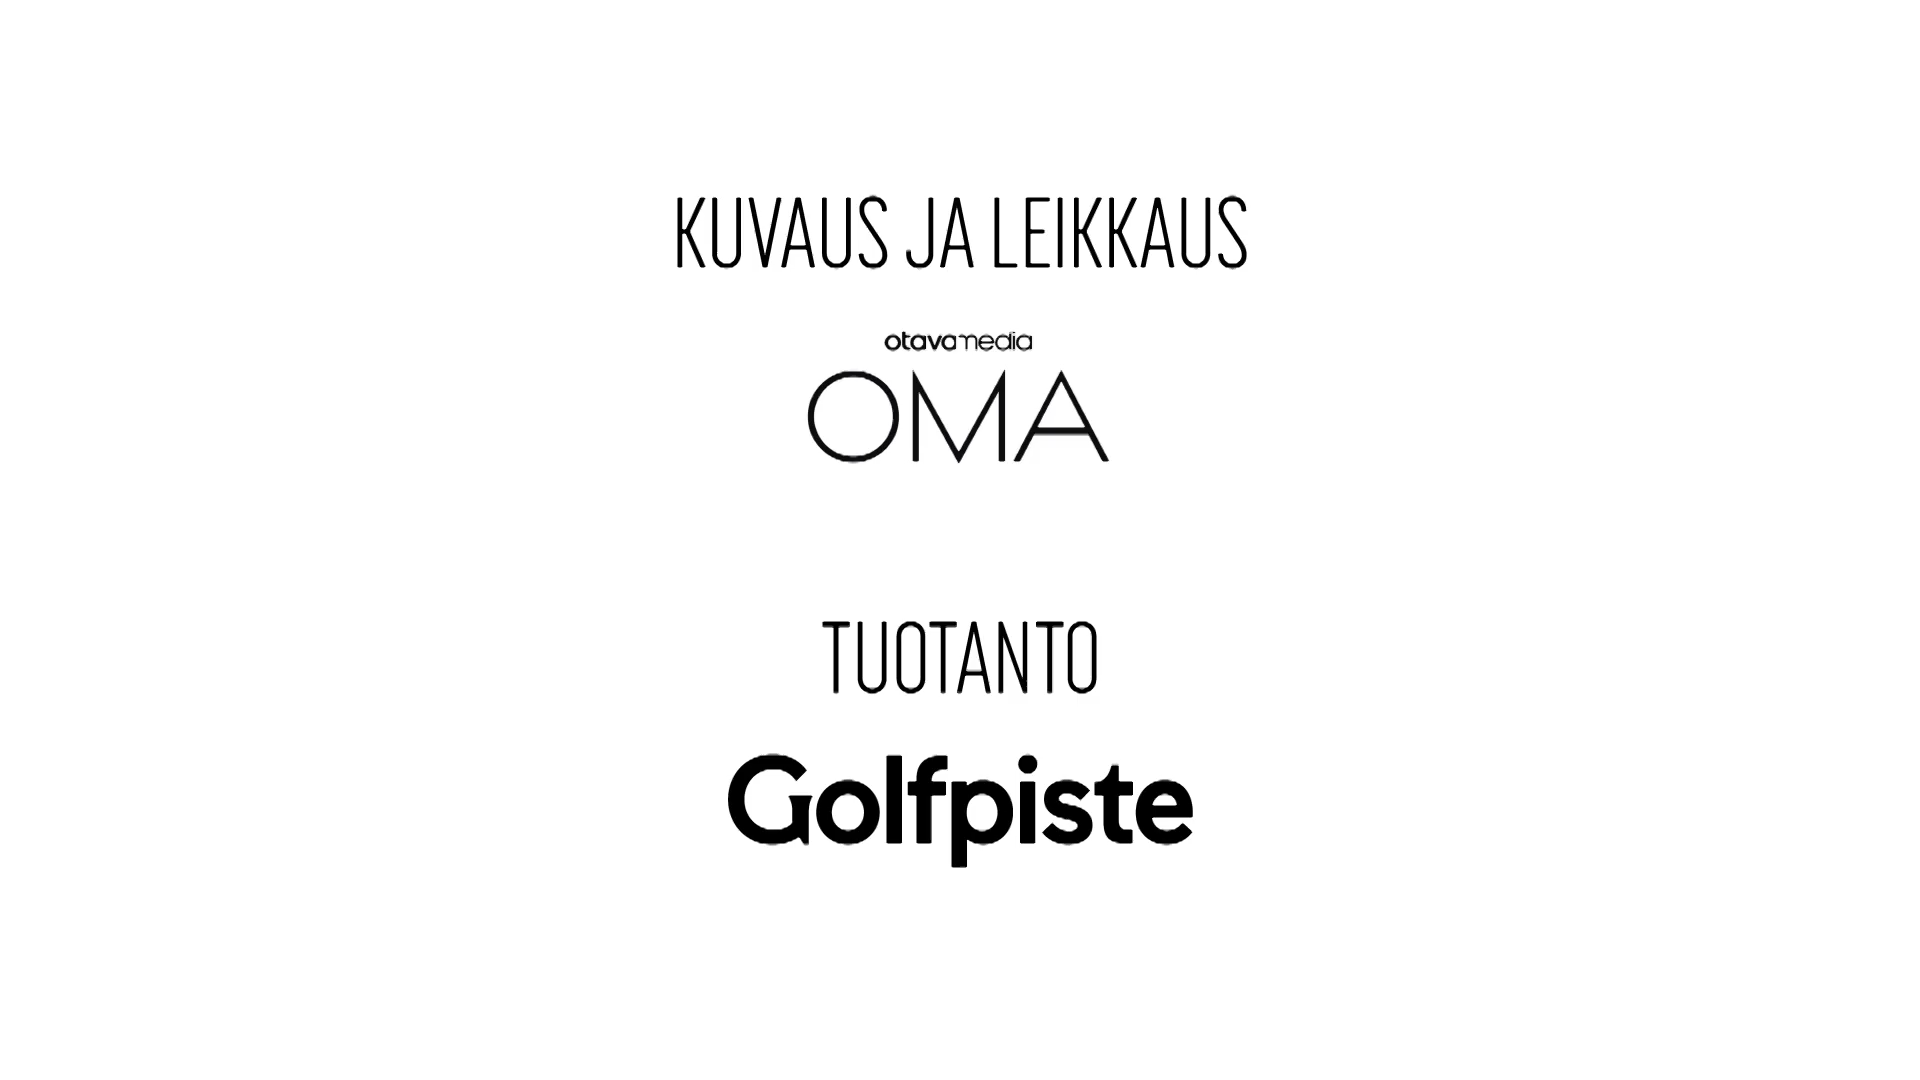 KUVAUS JA LEIKKAUS
otavamedia
OMA
TUOTANTO
Golfpiste